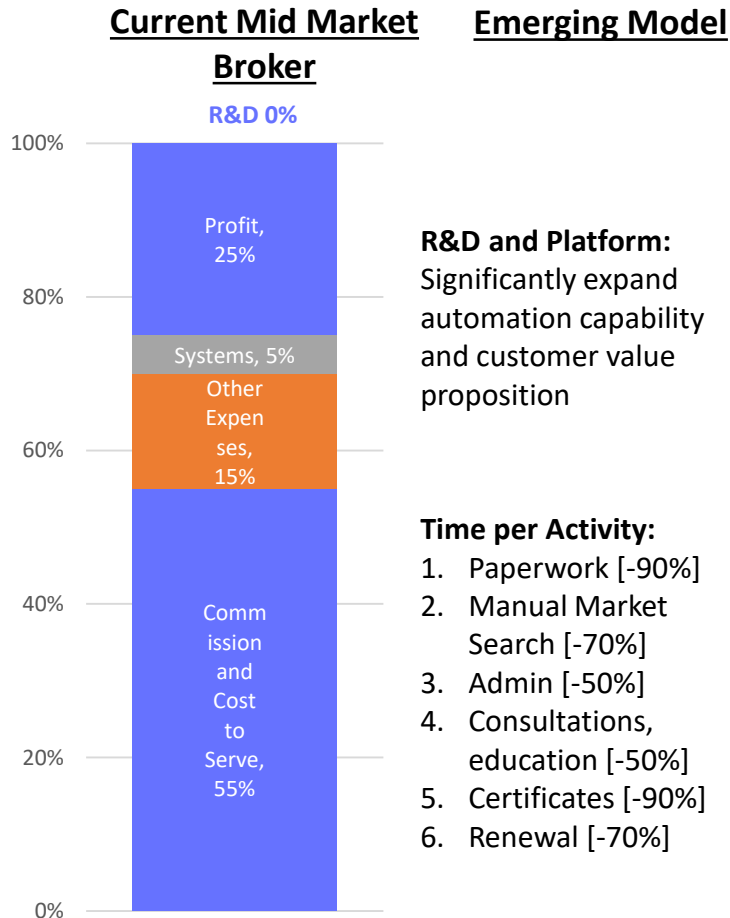 Current Mid Market
Broker
Emerging Model
R&D 0%
100%
80%
60%
40%
20%
0%
Profit,
25%
Systems, 5%
Other
Expen
ses,
15%
Comm
ission
and
Cost
to
Serve,
55%
R&D and Platform:
Significantly expand
automation capability
and customer value
proposition
Time per Activity:
1. Paperwork [-90%]
2. Manual Market
Search [-70%]
3. Admin [-50%]
4. Consultations,
education [-50%]
5. Certificates [-90%]
6. Renewal [-70%]